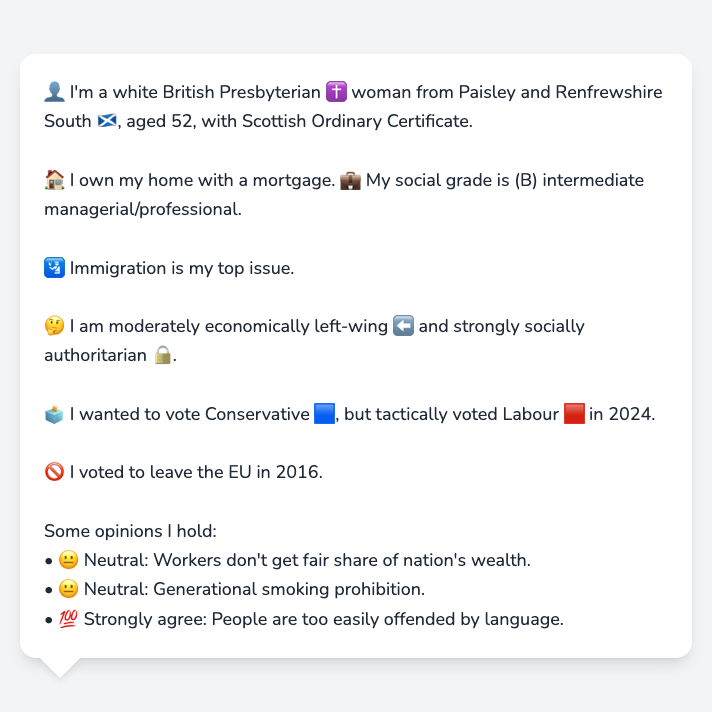 👤 I'm a white British Presbyterian ✝️ woman from Paisley and Renfrewshire
South 🏴󠁧󠁢󠁳󠁣󠁴󠁿, aged 52, with Scottish Ordinary Certificate.
🏠 I own my home with a mortgage. 💼 My social grade is (B) intermediate
managerial/professional.
🛂 Immigration is my top issue.
🤔 I am moderately economically left-wing ⬅️ and strongly socially
authoritarian 🔒.
🗳️ I wanted to vote Conservative 🟦, but tactically voted Labour 🟥 in 2024.
🚫 I voted to leave the EU in 2016.
Some opinions I hold:
• 😐 Neutral: Workers don't get fair share of nation's wealth.
• 😐 Neutral: Generational smoking prohibition.
• 💯 Strongly agree: People are too easily offended by language.